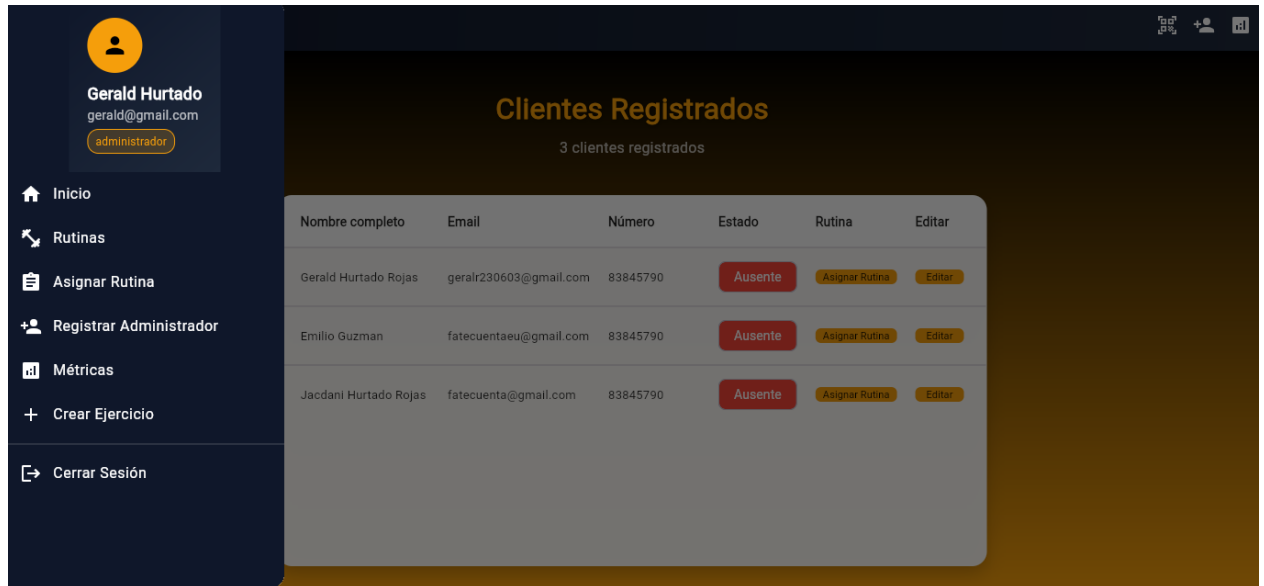 Gerald Hurtado
gerald@gmail.com
administrador
Inicio
Rutinas
Asignar Rutina
Registrar Administrador
Métricas
Crear Ejercicio
Cerrar Sesión
Clientes Registrados
3 clientes registrados
Nombre completo Email Número Estado Rutina Editar
Gerald Hurtado Rojas geralr230603@gmail.com 83845790 Ausente Asignar Rutina Editar
Emilio Guzman fatecuentaeu@gmail.com 83845790 Ausente Asignar Rutina Editar
Jacdani Hurtado Rojas fatecuenta@gmail.com 83845790 Ausente Asignar Rutina Editar